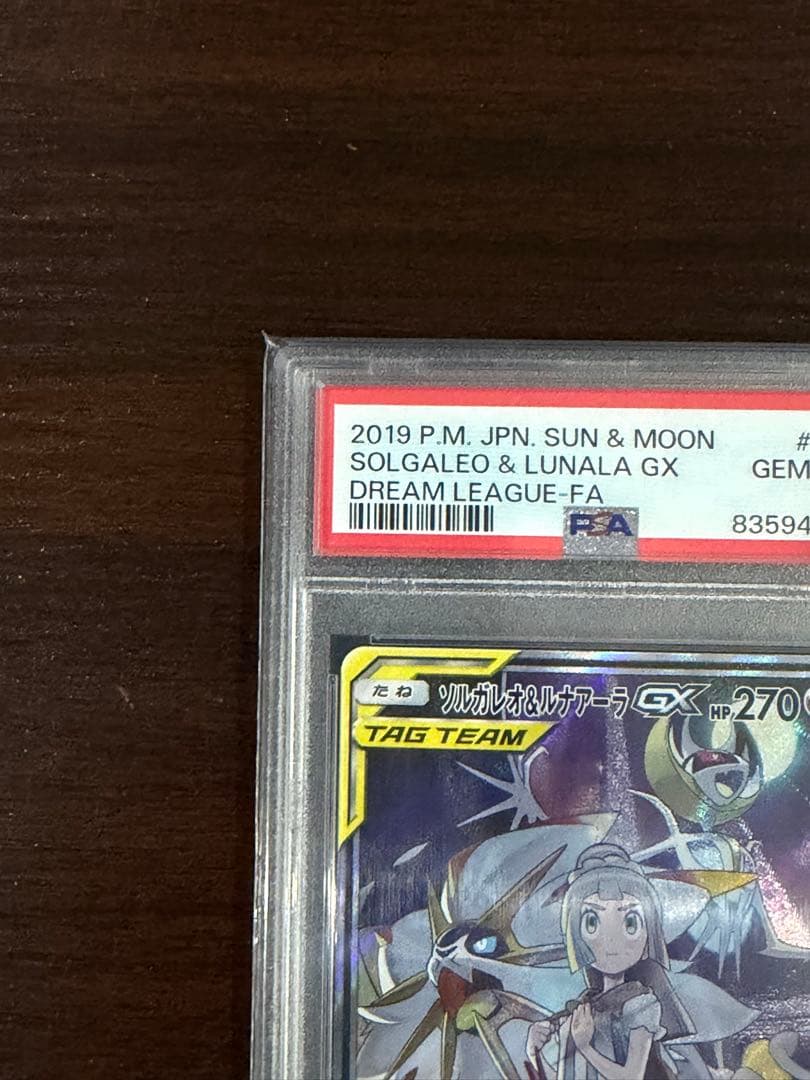 2019 P.M. JPN. SUN & MOON #
SOLGALEO & LUNALA GX GEM
DREAM LEAGUE-FA
PSA 83594
たね ソルガレオ&ルナアーラ GX HP 270
TAG TEAM